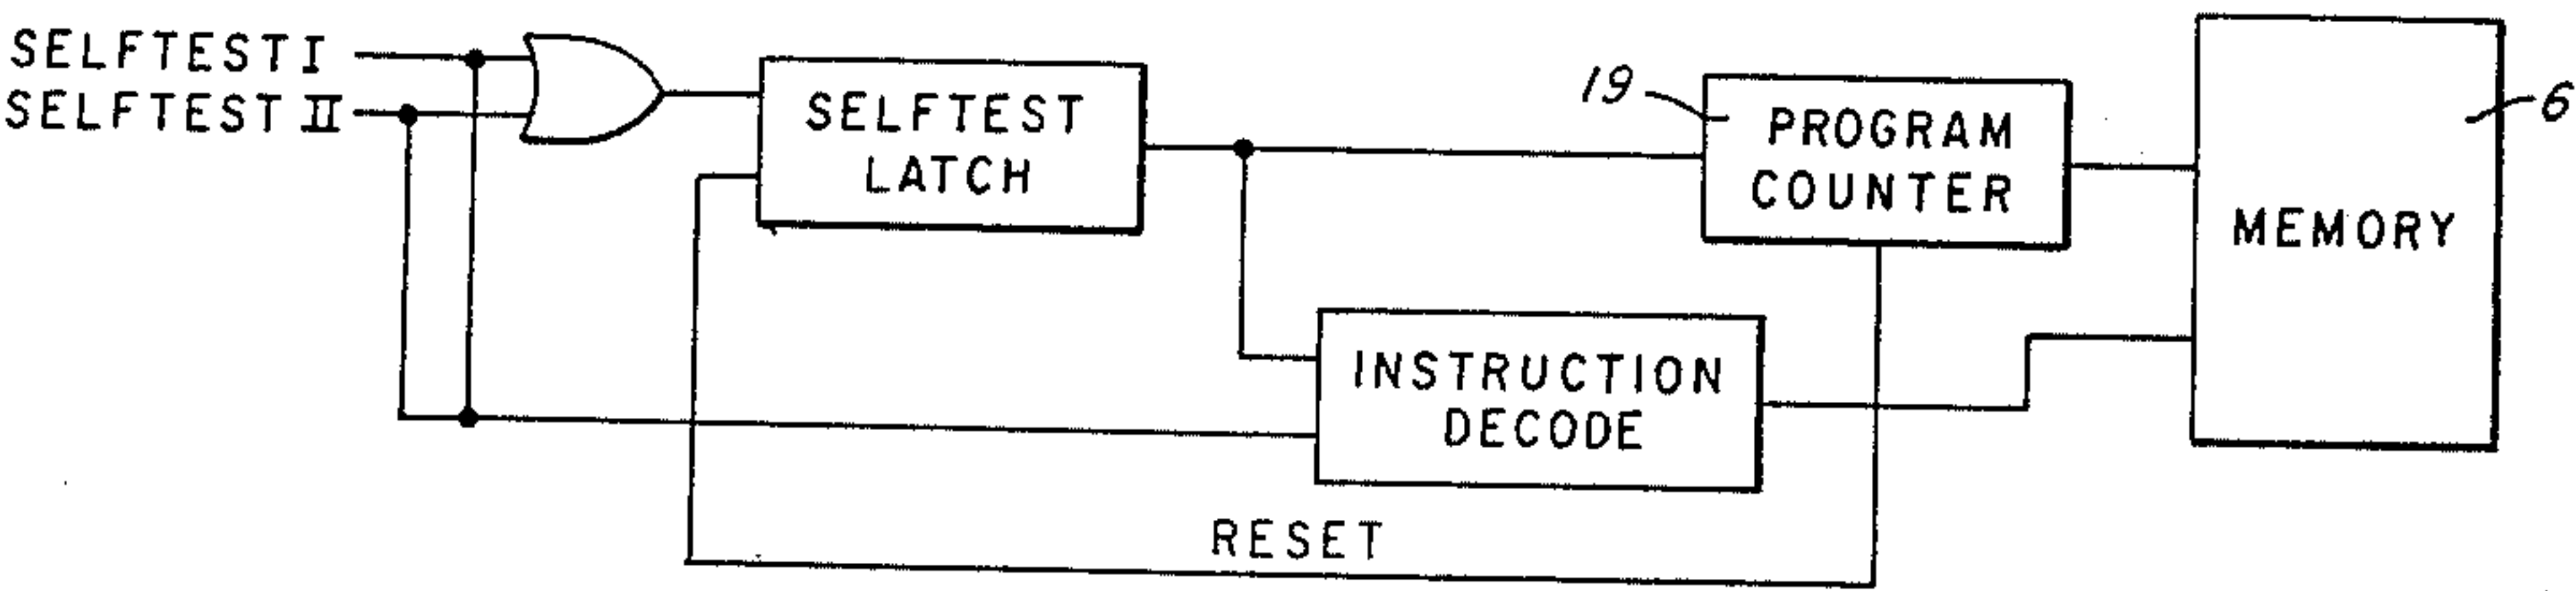 SELFTEST I
SELFTEST II
SELFTEST
LATCH
19
PROGRAM
COUNTER
6
MEMORY
INSTRUCTION
DECODE
RESET